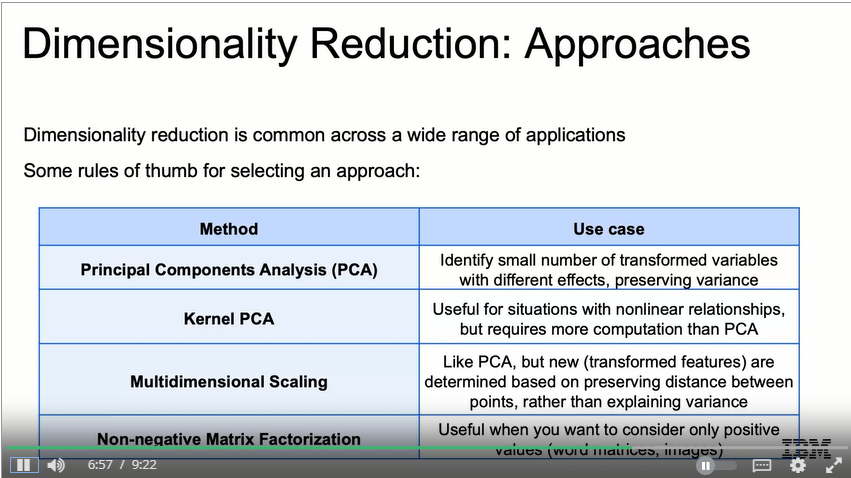 Dimensionality Reduction: Approaches
Dimensionality reduction is common across a wide range of applications
Some rules of thumb for selecting an approach:
Method
Use case
Principal Components Analysis (PCA)
Identify small number of transformed variables
with different effects, preserving variance
Kernel PCA
Useful for situations with nonlinear relationships,
but requires more computation than PCA
Multidimensional Scaling
Like PCA, but new (transformed features) are
determined based on preserving distance between
points, rather than explaining variance
Non-negative Matrix Factorization
Useful when you want to consider only positive
values (word matrices, images)
IBM
6:57 / 9:22